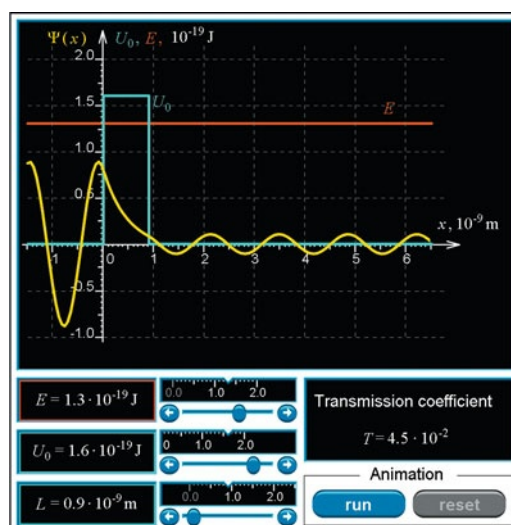 Ψ(x) U₀, E, 10⁻¹⁹ J
2.0
1.5
U₀
E
1.0
0.5
x, 10⁻⁹ m
-1 0 1 2 3 4 5 6
-0.5
-1.0
E = 1.3 · 10⁻¹⁹ J
0 1.0 2.0
U₀ = 1.6 · 10⁻¹⁹ J
0 1.0 2.0
L = 0.9 · 10⁻⁹ m
0.0 1.0 2.0
Transmission coefficient
T = 4.5 · 10⁻²
Animation
run reset